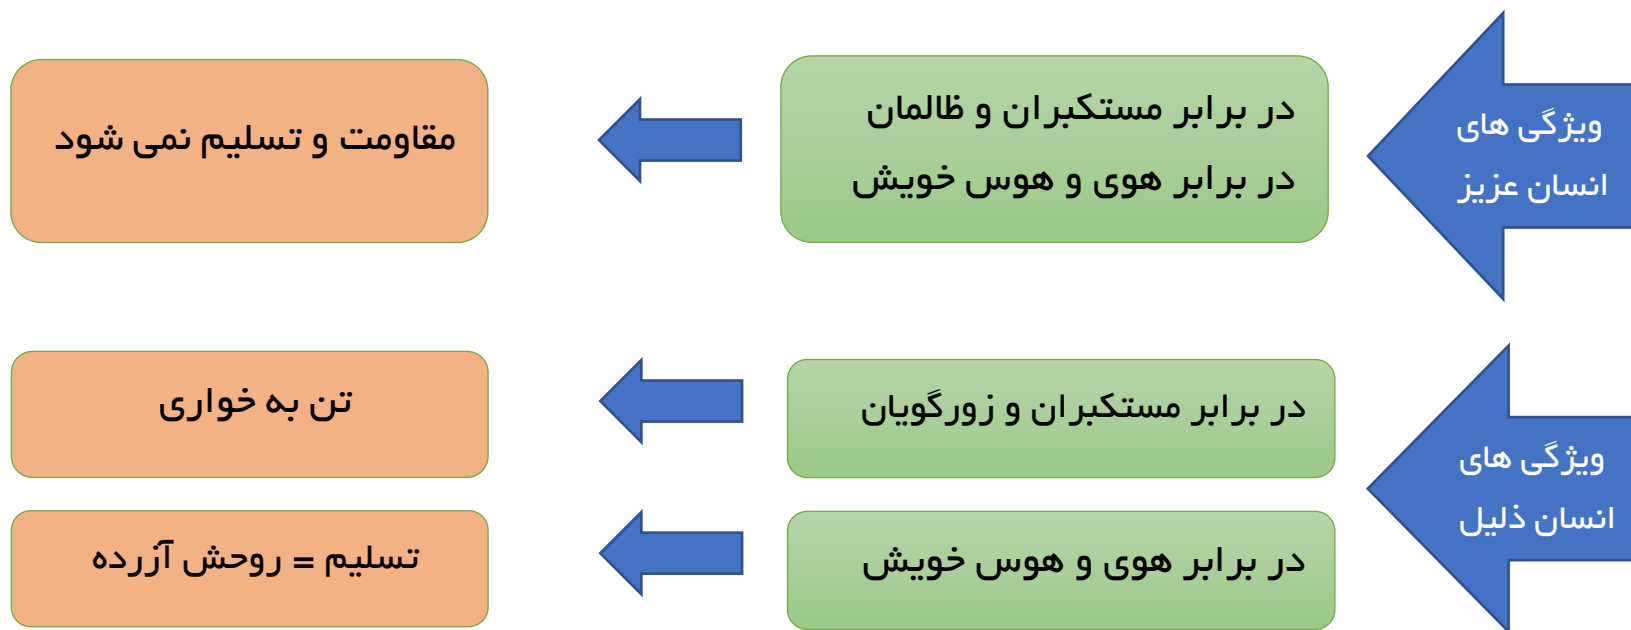 ویژگی های
انسان عزیز
در برابر مستکبران و ظالمان
در برابر هوی و هوس خویش
مقاومت و تسلیم نمی شود
ویژگی های
انسان ذلیل
در برابر مستکبران و زورگویان
تن به خواری
در برابر هوی و هوس خویش
تسلیم = روحش آزرده